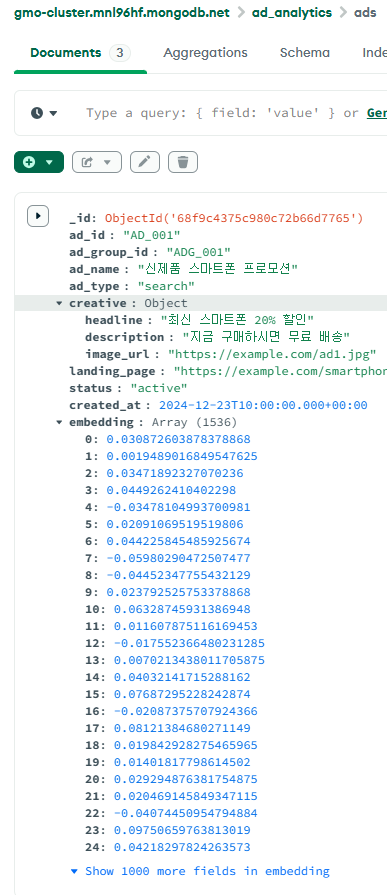 gmo-cluster.mnl96hf.mongodb.net > ad_analytics > ads
Documents 3 Aggregations Schema Inde
Type a query: { field: 'value' } or Gen
_id: ObjectId('68f9c4375c980c72b66d7765')
ad_id : "AD_001"
ad_group_id : "ADG_001"
ad_name : "신제품 스마트폰 프로모션"
ad_type : "search"
creative : Object
headline : "최신 스마트폰 20% 할인"
description : "지금 구매하시면 무료 배송"
image_url : "https://example.com/ad1.jpg"
landing_page : "https://example.com/smartphon
status : "active"
created_at : 2024-12-23T10:00:00.000+00:00
embedding : Array (1536)
0: 0.030872603878378868
1: 0.0019489016849547625
2: 0.03471892327070236
3: 0.0449262410402298
4: -0.03478104993700981
5: 0.02091069519519806
6: 0.044225845485925674
7: -0.05980290472507477
8: -0.04452347755432129
9: 0.023792525753378868
10: 0.06328745931386948
11: 0.011607875116169453
12: -0.017552366480231285
13: 0.0070213438011705875
14: 0.04032141715288162
15: 0.07687295228242874
16: -0.02087375707924366
17: 0.08121384680271149
18: 0.019842928275465965
19: 0.01401817798614502
20: 0.029294876381754875
21: 0.020469145849347115
22: -0.04074450954794884
23: 0.09750659763813019
24: 0.04218297824263573
Show 1000 more fields in embedding